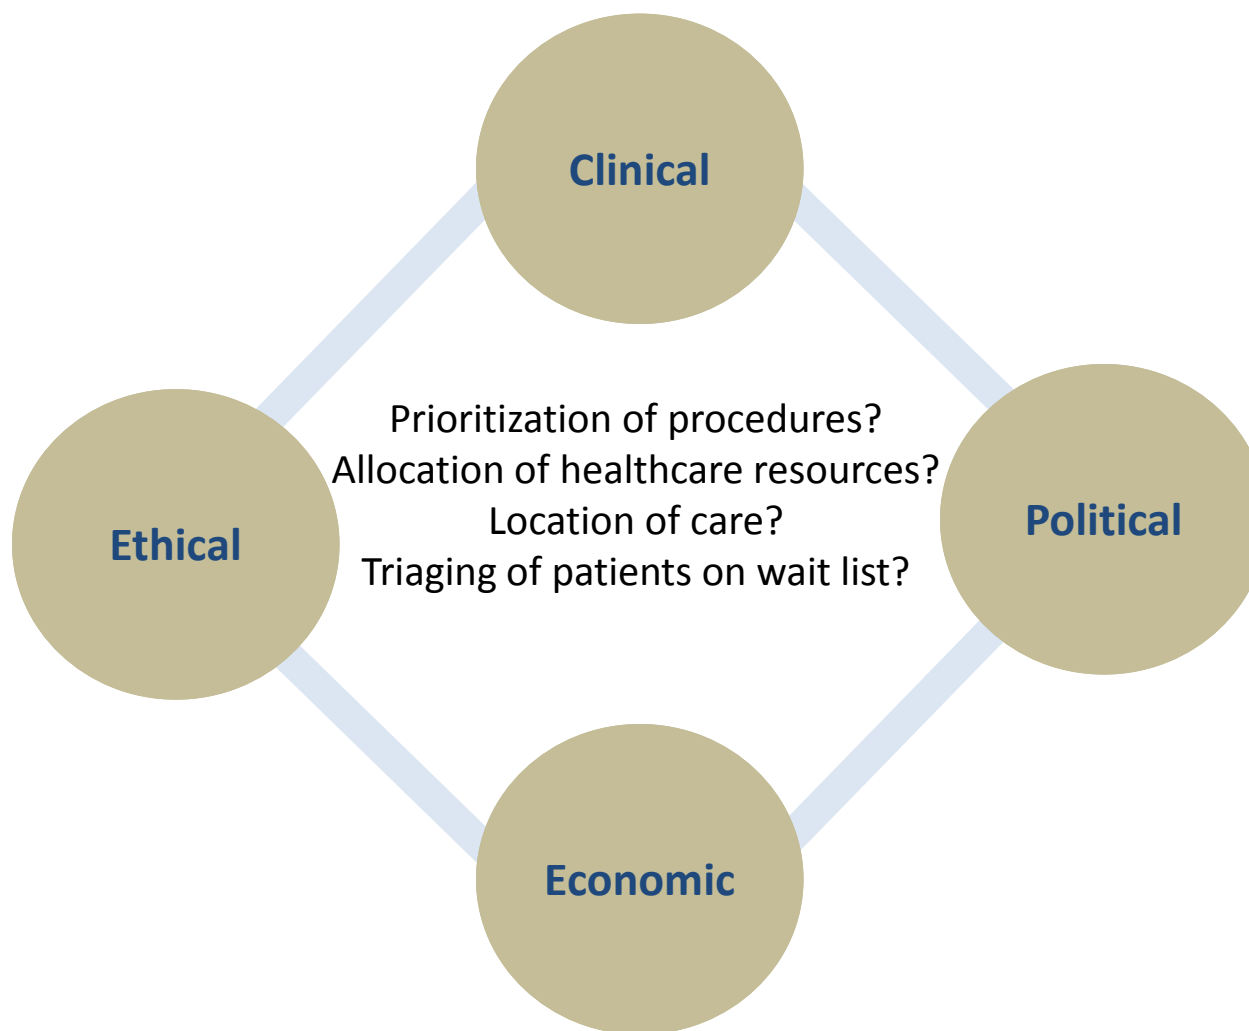 Clinical
Prioritization of procedures?
Allocation of healthcare resources?
Location of care?
Triaging of patients on wait list?
Ethical
Political
Economic